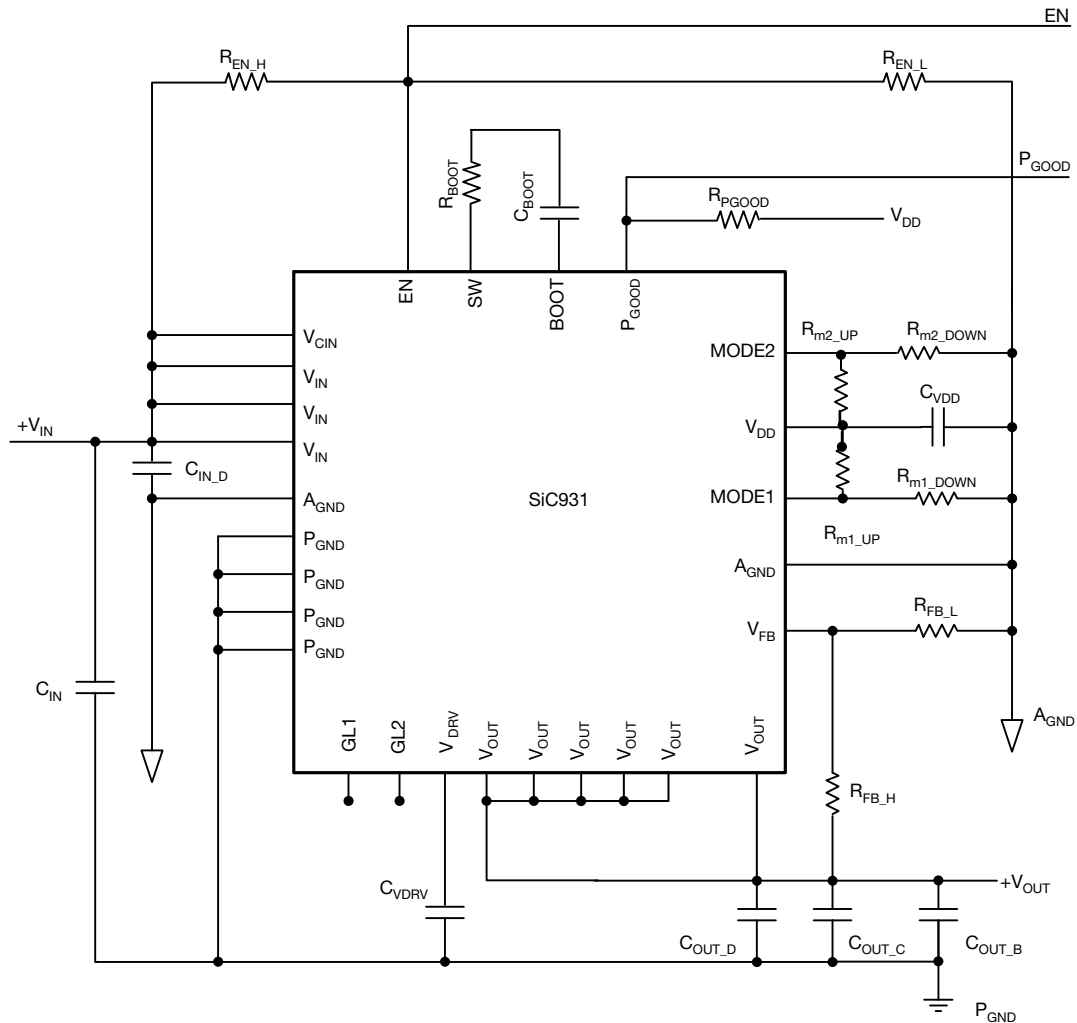 EN
R_EN_H
R_EN_L
P_GOOD
R_BOOT
C_BOOT
R_PGOOD
V_DD
EN
SW
BOOT
P_GOOD
V_CIN
V_IN
V_IN
+V_IN
V_IN
C_IN_D
A_GND
P_GND
P_GND
P_GND
P_GND
C_IN
SiC931
MODE2
R_m2_UP
R_m2_DOWN
C_VDD
V_DD
MODE1
R_m1_DOWN
R_m1_UP
A_GND
R_FB_L
V_FB
A_GND
GL1
GL2
V_DRV
V_OUT
V_OUT
V_OUT
V_OUT
V_OUT
V_OUT
R_FB_H
C_VDRV
+V_OUT
C_OUT_D
C_OUT_C
C_OUT_B
P_GND